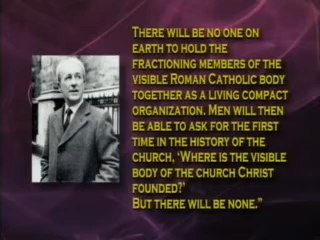 There will be no one on
earth to hold the
fractioning members of the
visible Roman Catholic body
together as a living compact
organization. Men will then
be able to ask for the first
time in the history of the
church, ‘Where is the visible
body of the church Christ
founded?’
But there will be none.”